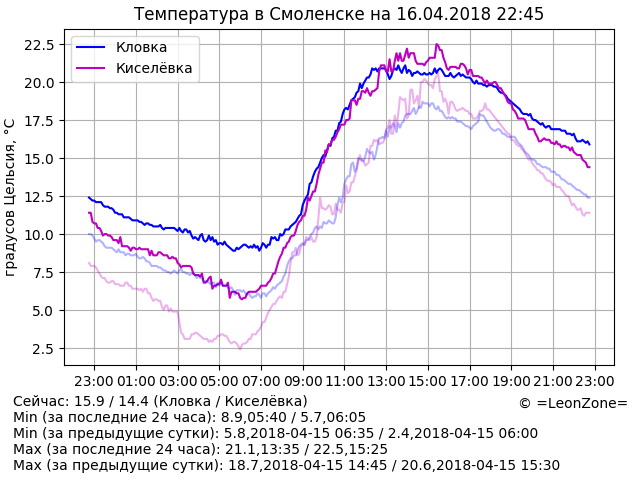 Температура в Смоленске на 16.04.2018 22:45
градусов Цельсия, °C
Кловка
Киселёвка
22.5
20.0
17.5
15.0
12.5
10.0
7.5
5.0
2.5
23:00 01:00 03:00 05:00 07:00 09:00 11:00 13:00 15:00 17:00 19:00 21:00 23:00
Сейчас: 15.9 / 14.4 (Кловка / Киселёвка)
© =LeonZone=
Min (за последние 24 часа): 8.9,05:40 / 5.7,06:05
Min (за предыдущие сутки): 5.8,2018-04-15 06:35 / 2.4,2018-04-15 06:00
Max (за последние 24 часа): 21.1,13:35 / 22.5,15:25
Max (за предыдущие сутки): 18.7,2018-04-15 14:45 / 20.6,2018-04-15 15:30